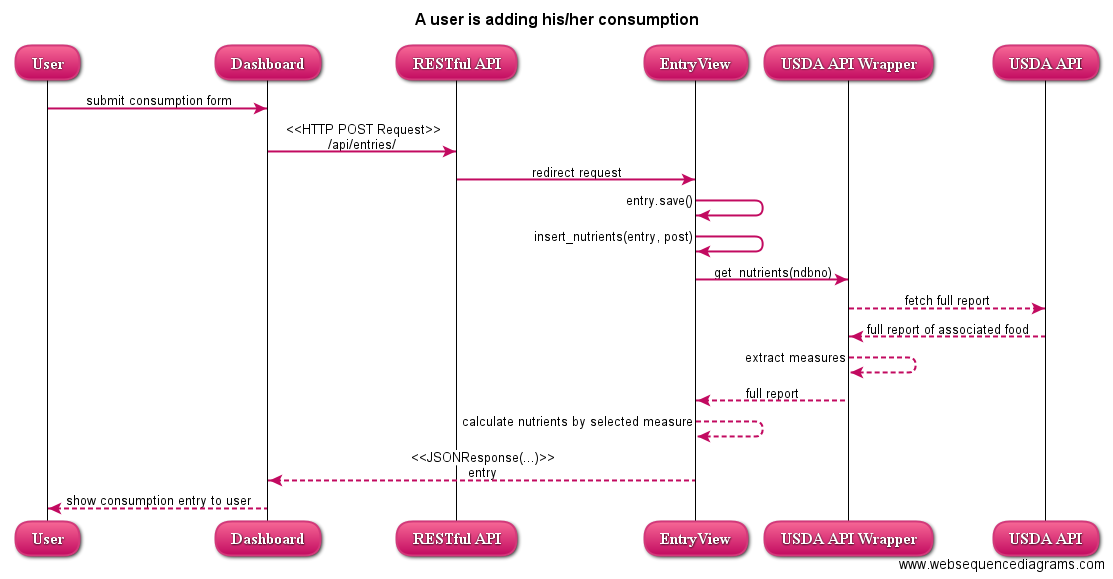 A user is adding his/her consumption
User
Dashboard
RESTful API
EntryView
USDA API Wrapper
USDA API
submit consumption form
<<HTTP POST Request>>
/api/entries/
redirect request
entry.save()
insert_nutrients(entry, post)
get_nutrients(ndbno)
fetch full report
full report of associated food
extract measures
full report
calculate nutrients by selected measure
<<JSONResponse(...)>>
entry
show consumption entry to user
User
Dashboard
RESTful API
EntryView
USDA API Wrapper
USDA API
www.websequencediagrams.com